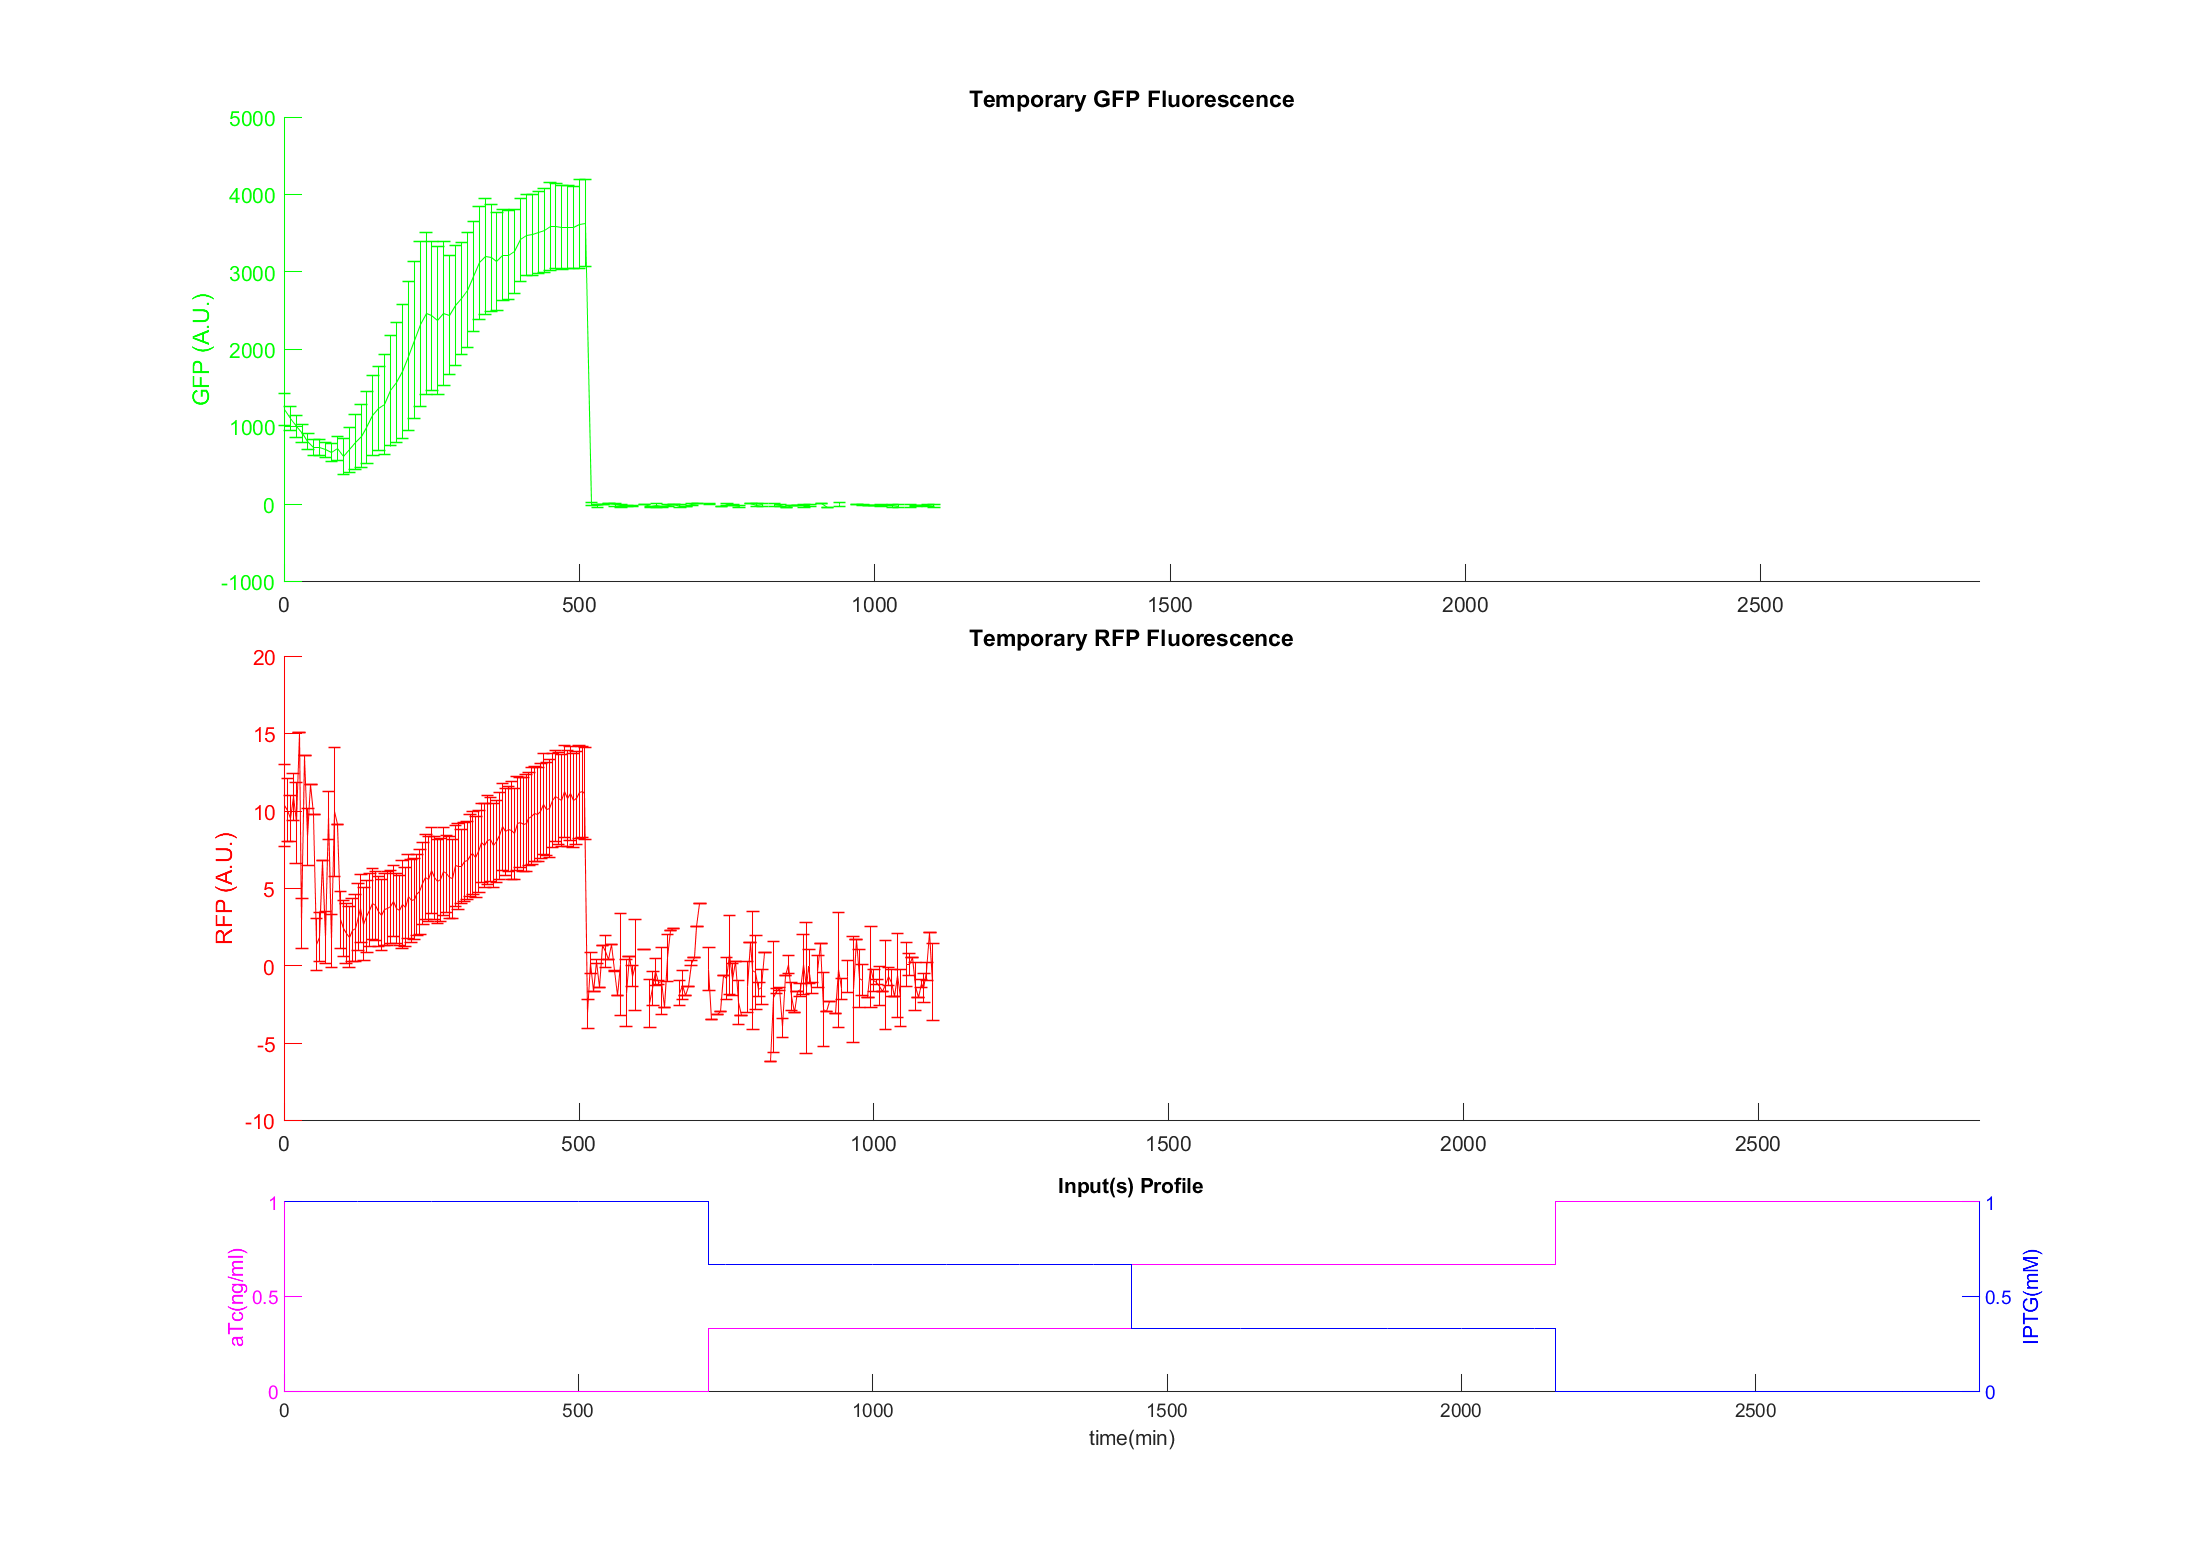 Temporary GFP Fluorescence
5000
4000
3000
2000
1000
0
-1000
GFP (A.U.)
0 500 1000 1500 2000 2500
Temporary RFP Fluorescence
20
15
10
5
0
-5
-10
RFP (A.U.)
0 500 1000 1500 2000 2500
Input(s) Profile
1
0.5
0
aTc(ng/ml)
1
0.5
0
IPTG(mM)
0 500 1000 1500 2000 2500
time(min)